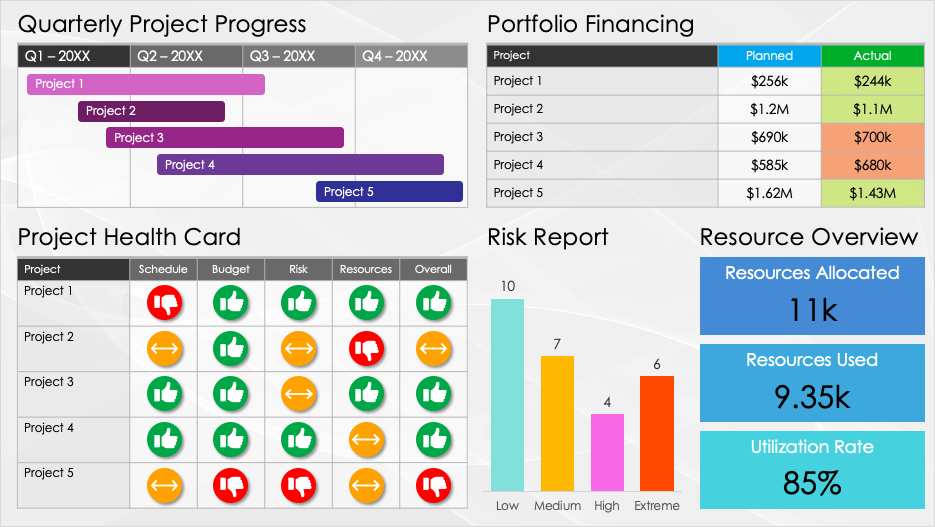 Quarterly Project Progress
Q1 – 20XX Q2 – 20XX Q3 – 20XX Q4 – 20XX
Project 1
Project 2
Project 3
Project 4
Project 5
Portfolio Financing
Project Planned Actual
Project 1 $256k $244k
Project 2 $1.2M $1.1M
Project 3 $690k $700k
Project 4 $585k $680k
Project 5 $1.62M $1.43M
Project Health Card
Project Schedule Budget Risk Resources Overall
Project 1
Project 2
Project 3
Project 4
Project 5
Risk Report
10
7
4
6
Low Medium High Extreme
Resource Overview
Resources Allocated
11k
Resources Used
9.35k
Utilization Rate
85%